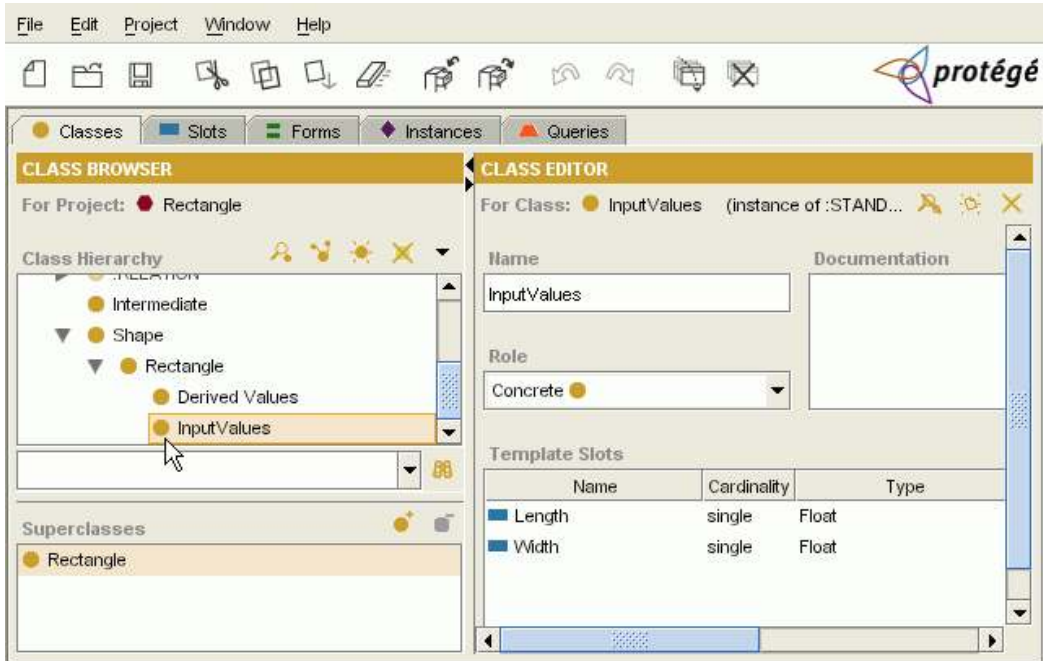 File Edit Project Window Help
protégé
Classes Slots Forms Instances Queries
CLASS BROWSER
For Project: Rectangle
Class Hierarchy
:RELATION
Intermediate
Shape
Rectangle
Derived Values
InputValues
Superclasses
Rectangle
CLASS EDITOR
For Class: InputValues (instance of :STAND...
Name
InputValues
Documentation
Role
Concrete
Template Slots
Name Cardinality Type
Length single Float
Width single Float